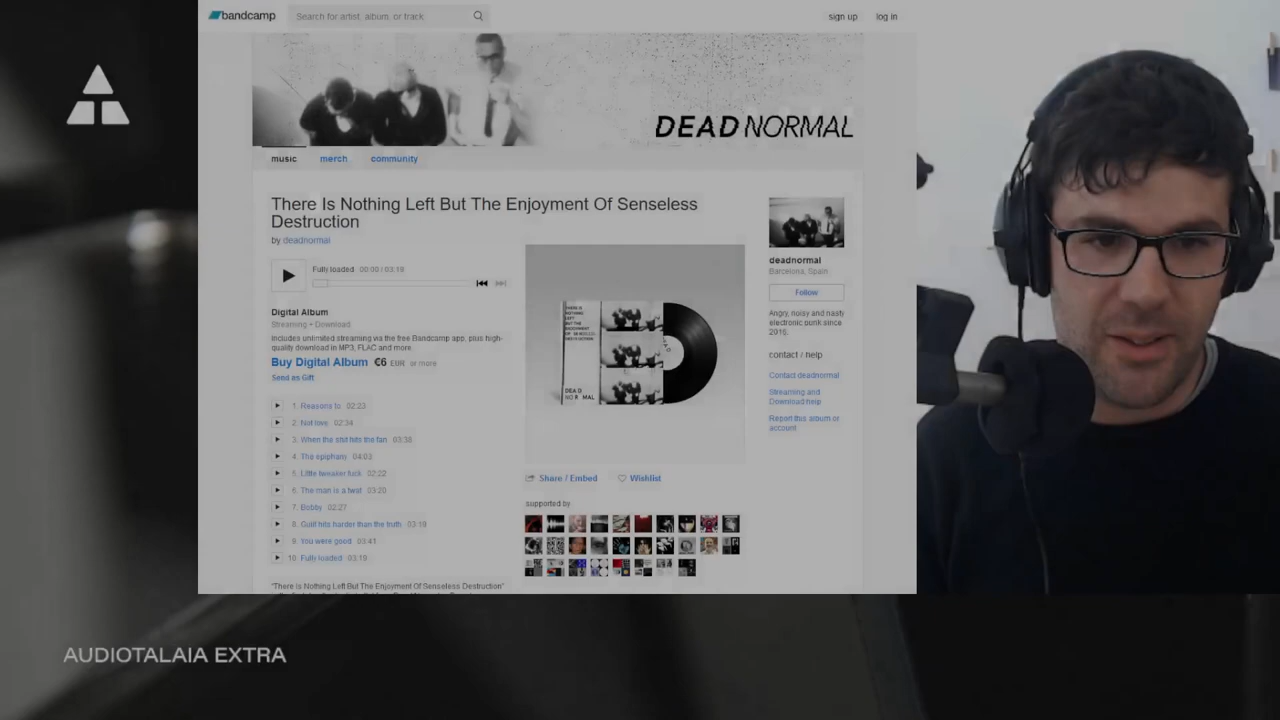 bandcamp
Search for artist, album, or track
sign up
log in
DEAD NORMAL
music
merch
community
There Is Nothing Left But The Enjoyment Of Senseless
Destruction
by deadnormal
Fully loaded 00:00 / 03:19
Digital Album
Streaming + Download
Includes unlimited streaming via the free Bandcamp app, plus high-
quality download in MP3, FLAC and more.
Buy Digital Album €6 EUR or more
Send as Gift
1. Reasons to 02:23
2. Not love 02:34
3. When the shit hits the fan 03:38
4. The epiphany 04:03
5. Little tweaker fuck 02:22
6. The man is a twat 03:20
7. Bobby 02:27
8. Guilt hits harder than the truth 03:19
9. You were good 03:41
10. Fully loaded 03:19
"There Is Nothing Left But The Enjoyment Of Senseless Destruction"
DEAD
NORMAL
Share / Embed
Wishlist
supported by
deadnormal
Barcelona, Spain
Follow
Angry, noisy and nasty
electronic punk since
2016.
contact / help
Contact deadnormal
Streaming and
Download help
Report this album or
account
AUDIOTALAIA EXTRA